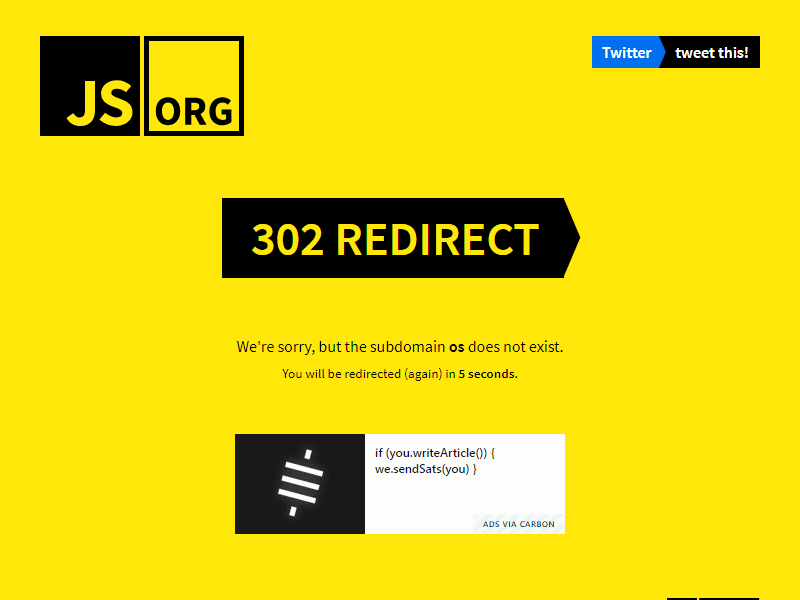 JS
ORG
Twitter tweet this!
302 REDIRECT
We're sorry, but the subdomain os does not exist.
You will be redirected (again) in 5 seconds.
if (you.writeArticle()) {
we.sendSats(you) }
ADS VIA CARBON